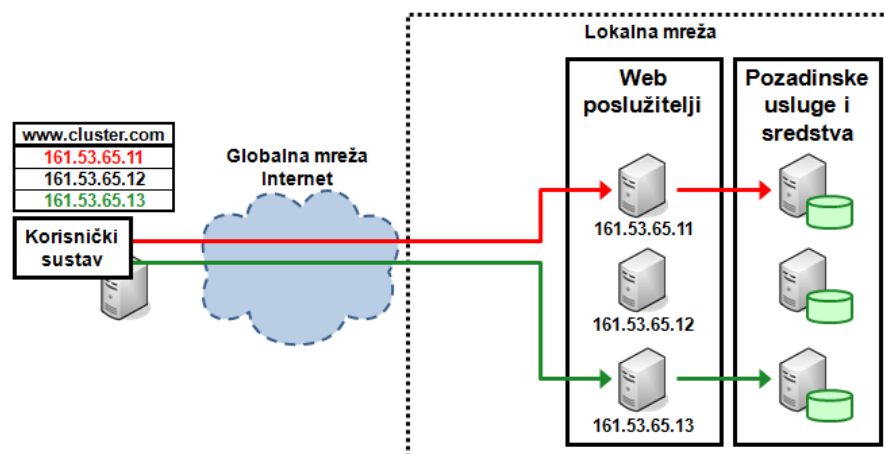 Lokalna mreža
Web
poslužitelji
Pozadinske
usluge i
sredstva
www.cluster.com
161.53.65.11
161.53.65.12
161.53.65.13
Globalna mreža
Internet
Korisnički
sustav
161.53.65.11
161.53.65.12
161.53.65.13